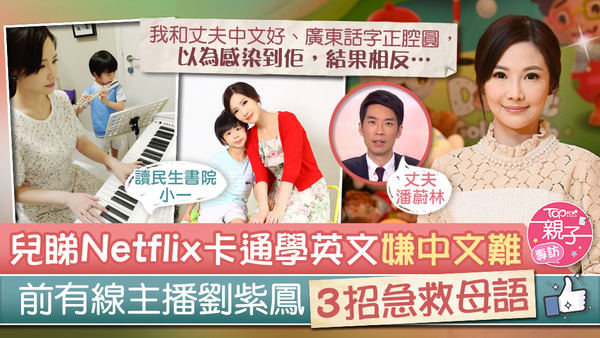 我和丈夫中文好、廣東話字正腔圓，
以為感染到佢，結果相反…
讀民生書院
小一
丈夫
潘蔚林
TOPick
親子
專訪
兒睇Netflix卡通學英文嫌中文難
前有線主播劉紫鳳
3招急救母語